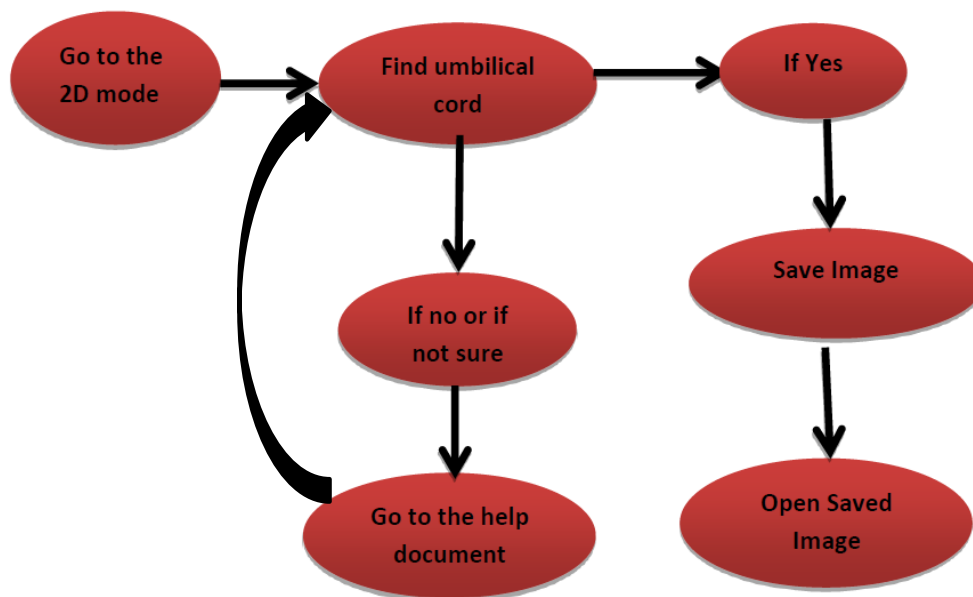 Go to the
2D mode
Find umbilical
cord
If Yes
Save Image
If no or if
not sure
Go to the help
document
Open Saved
Image